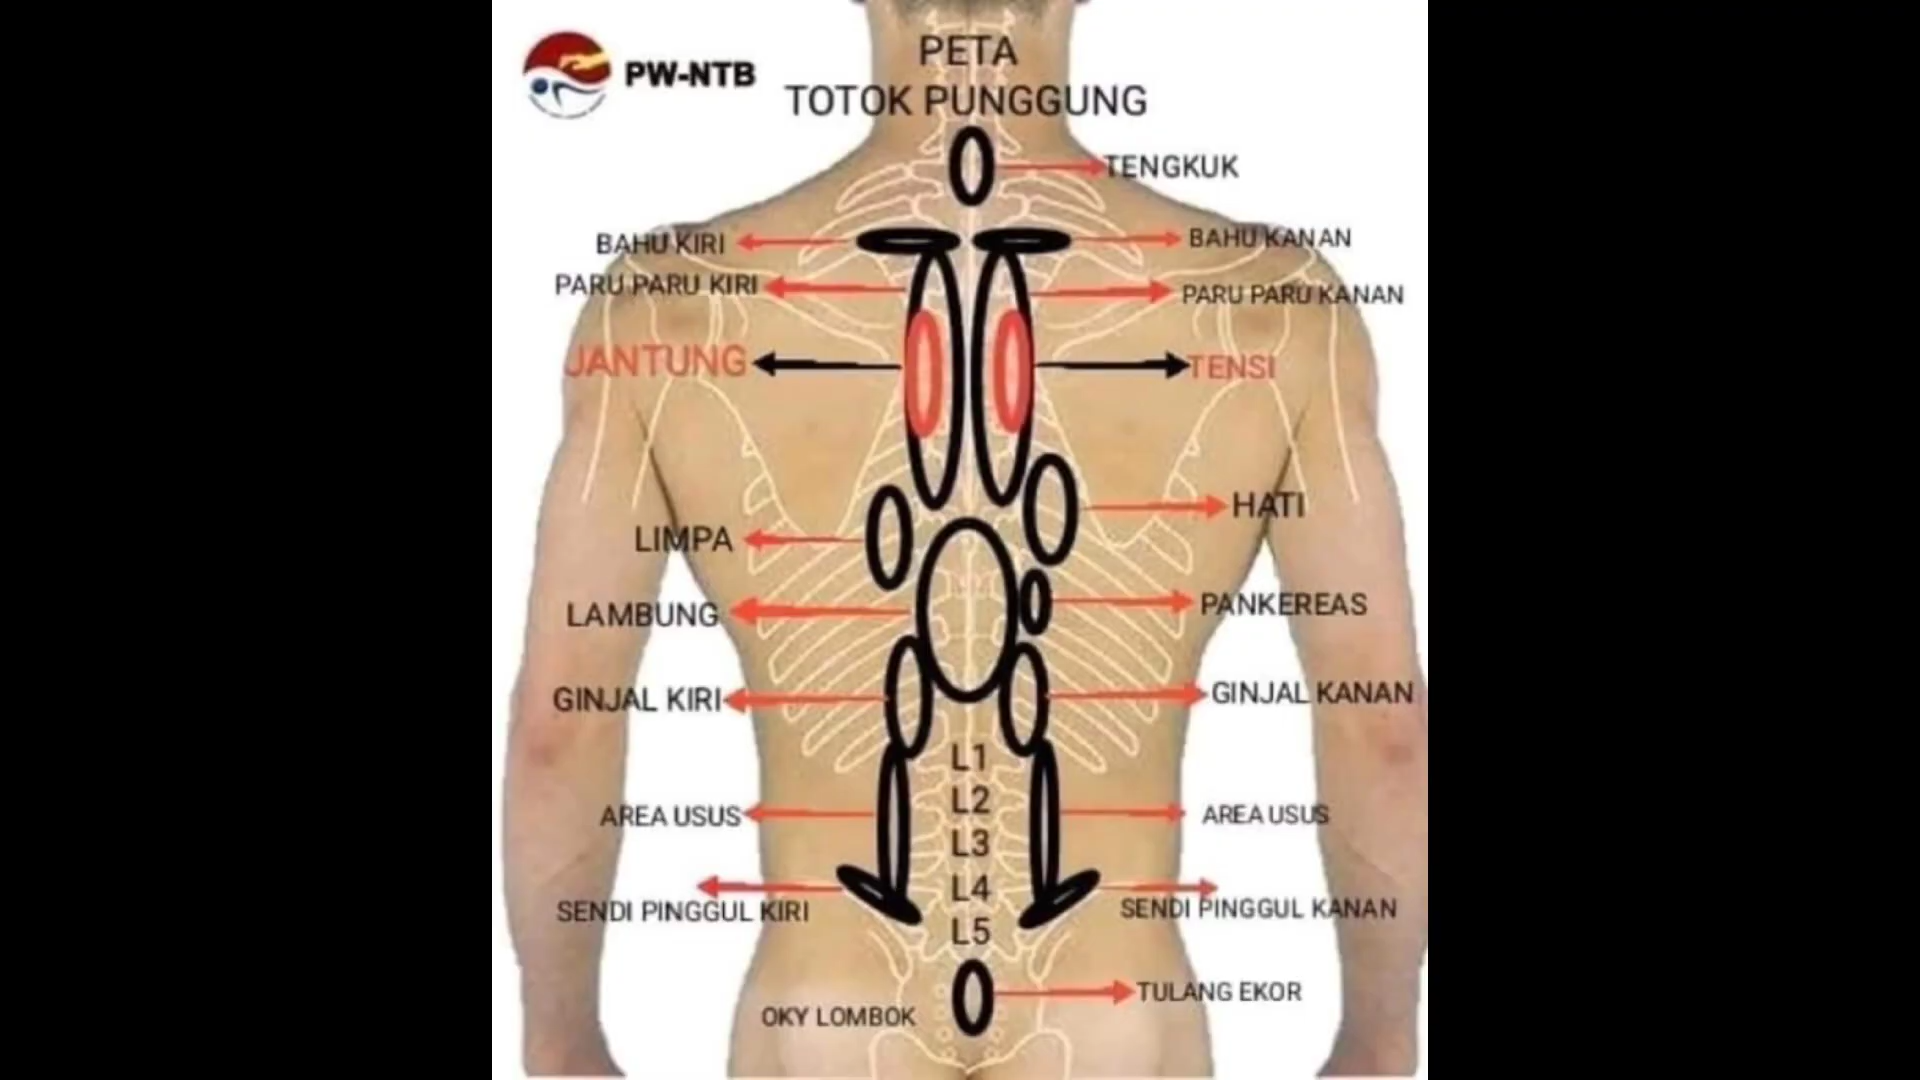 PW-NTB
PETA
TOTOK PUNGGUNG
TENGKUK
BAHU KIRI
BAHU KANAN
PARU PARU KIRI
PARU PARU KANAN
JANTUNG
TENSI
HATI
LIMPA
LAMBUNG
PANKEREAS
GINJAL KIRI
GINJAL KANAN
L1
L2
AREA USUS
AREA USUS
L3
L4
SENDI PINGGUL KIRI
SENDI PINGGUL KANAN
L5
TULANG EKOR
OKY LOMBOK